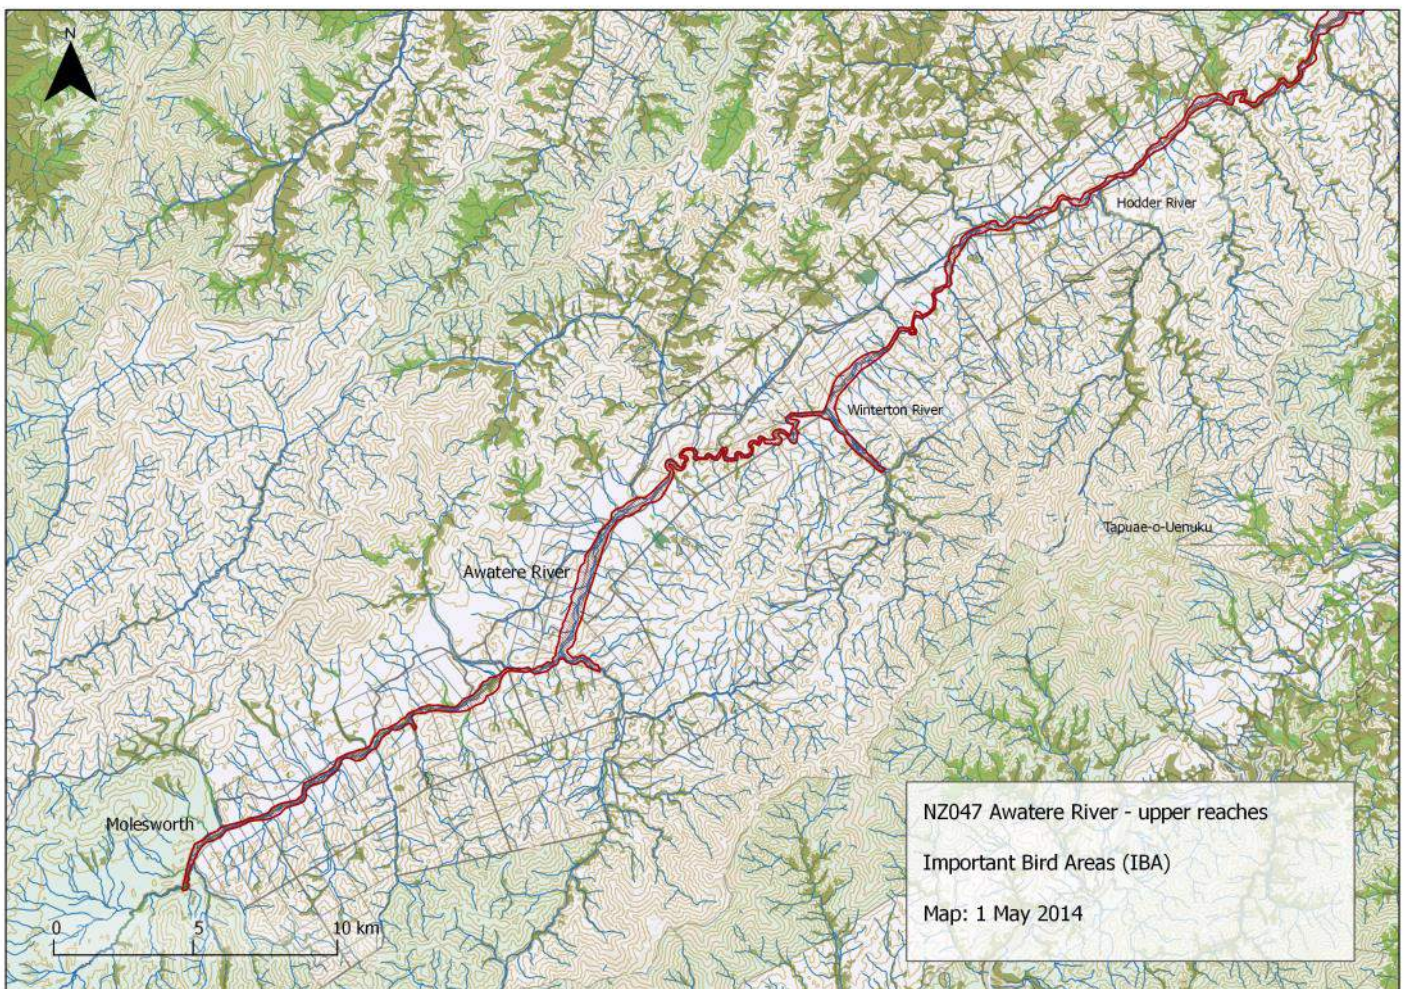 N
Hodder River
Winterton River
Tapuae-o-Uenuku
Awatere River
Molesworth
NZ047 Awatere River - upper reaches
Important Bird Areas (IBA)
Map: 1 May 2014
0 5 10 km